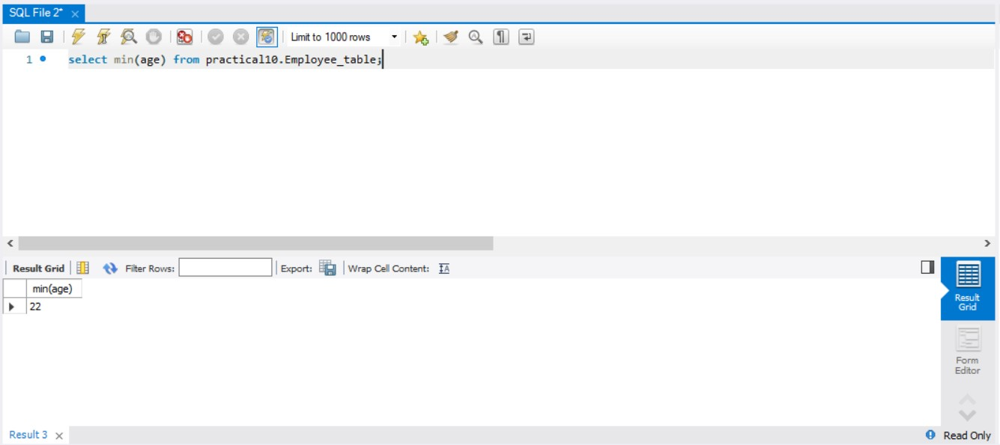 SQL File 2*
Limit to 1000 rows
1 select min(age) from practical10.Employee_table;
Result Grid Filter Rows: Export: Wrap Cell Content:
min(age)
22
Result
Grid
Form
Editor
Result 3 Read Only